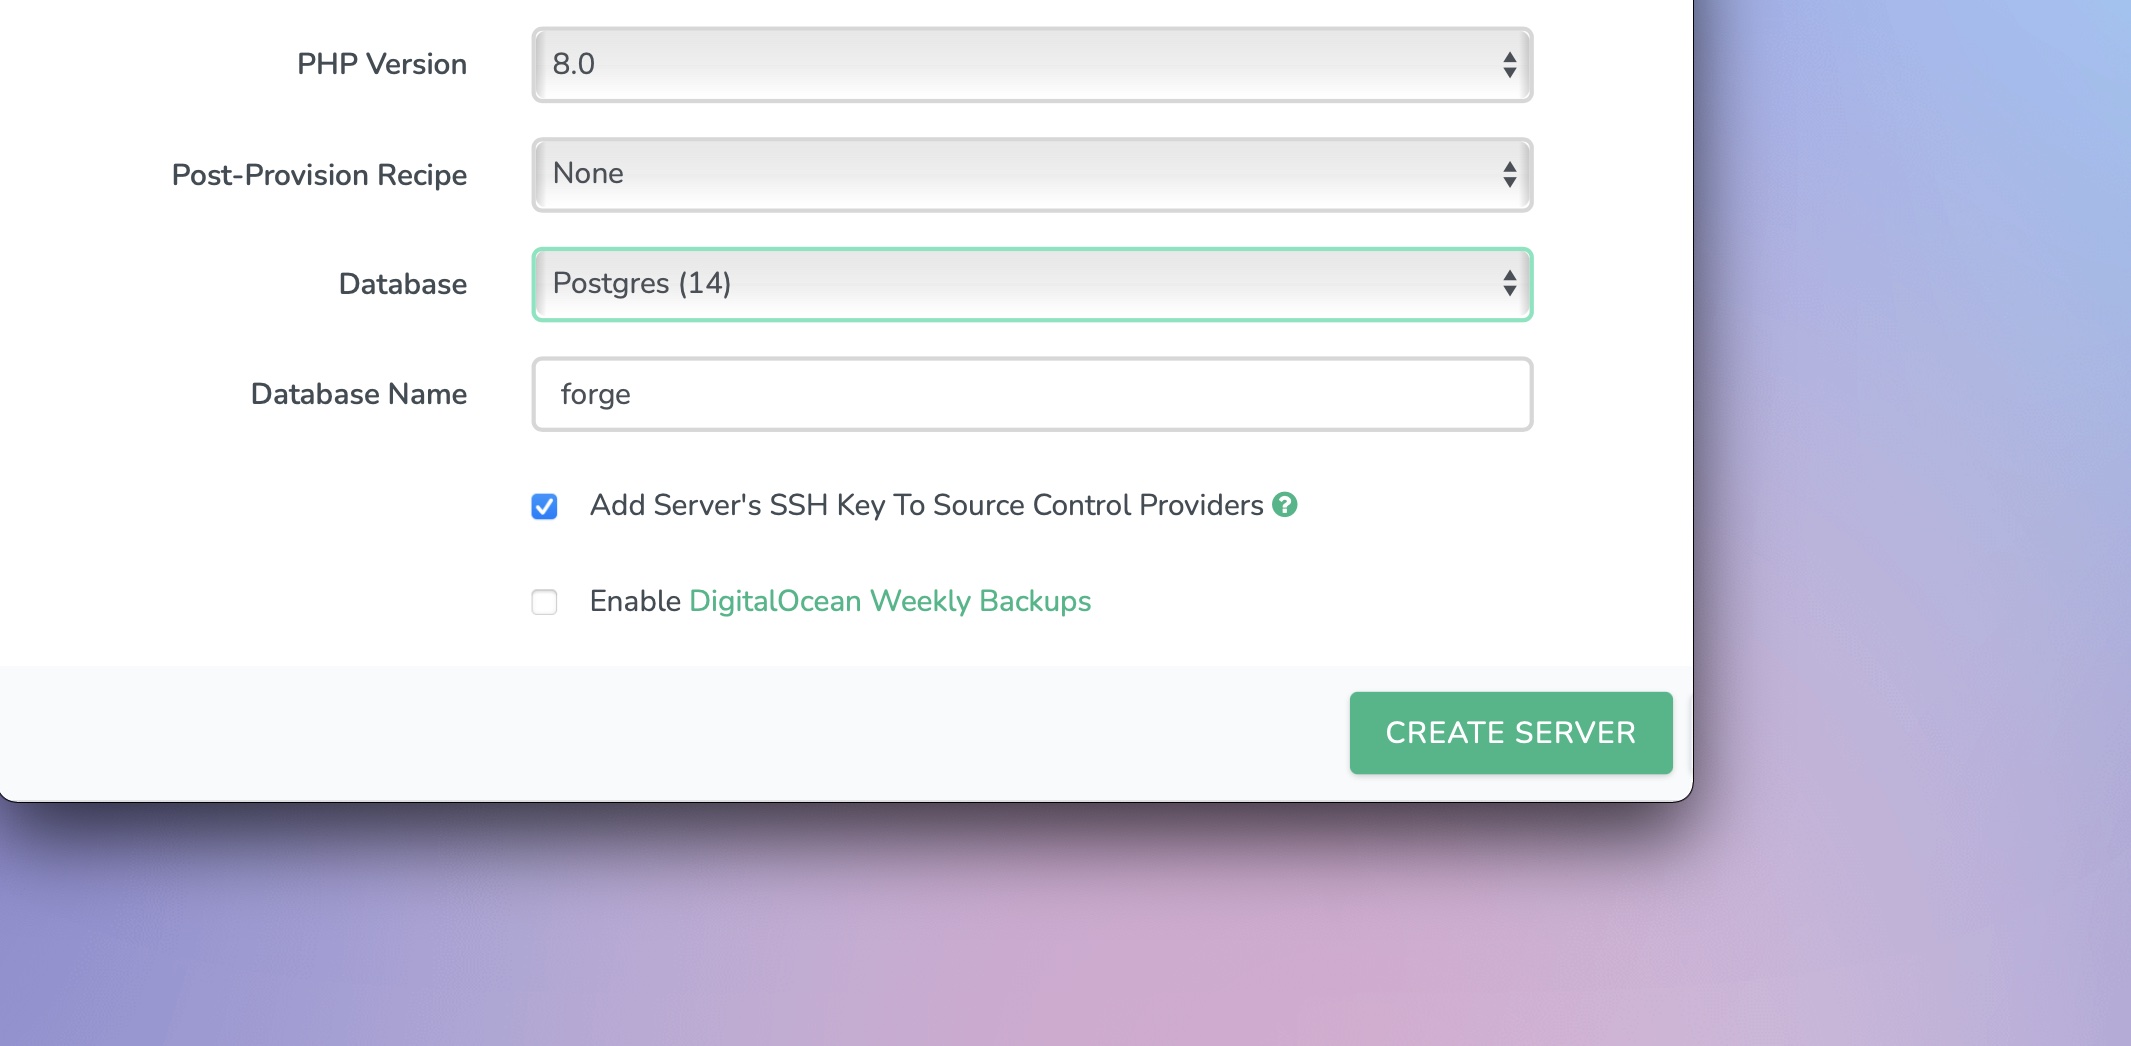 PHP Version
8.0
Post-Provision Recipe
None
Database
Postgres (14)
Database Name
forge
Add Server's SSH Key To Source Control Providers ?
Enable DigitalOcean Weekly Backups
CREATE SERVER